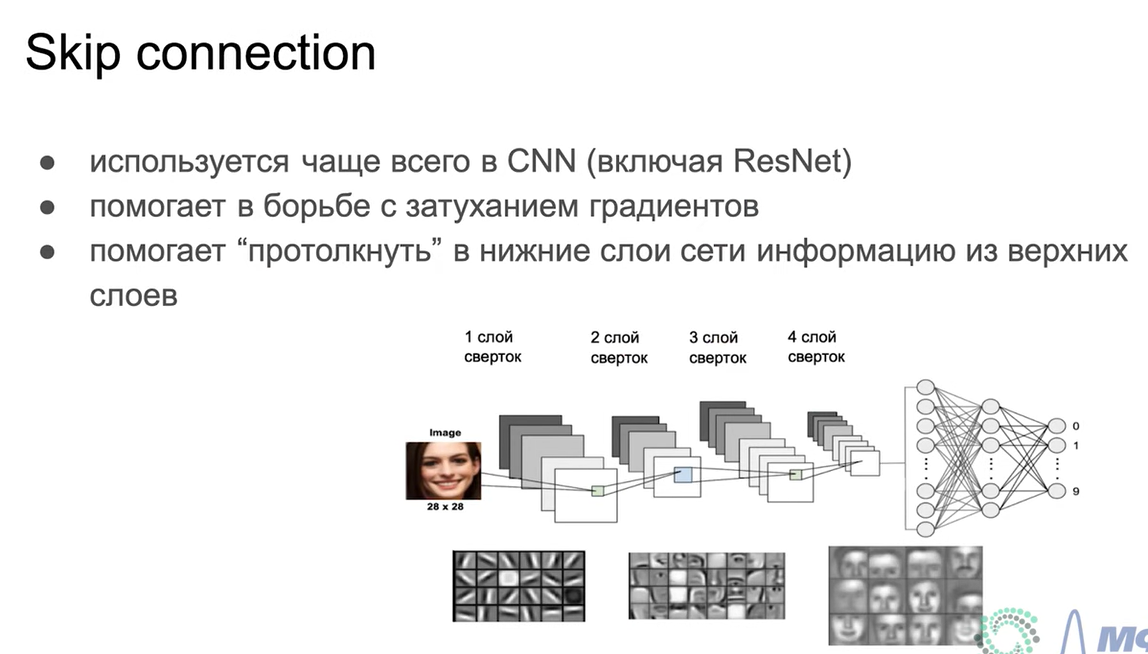 Skip connection
● используется чаще всего в CNN (включая ResNet)
● помогает в борьбе с затуханием градиентов
● помогает “протолкнуть” в нижние слои сети информацию из верхних
слоев
1 слой
сверток
2 слой
сверток
3 слой
сверток
4 слой
сверток
Image
28 x 28
0
1
9